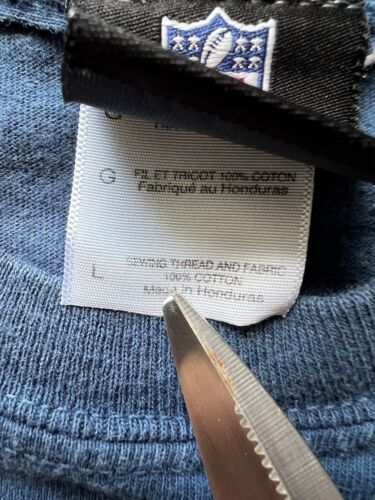 G FIL ET TRICOT 100% COTON
Fabriqué au Honduras
L SEWING THREAD AND FABRIC
100% COTTON
Made in Honduras